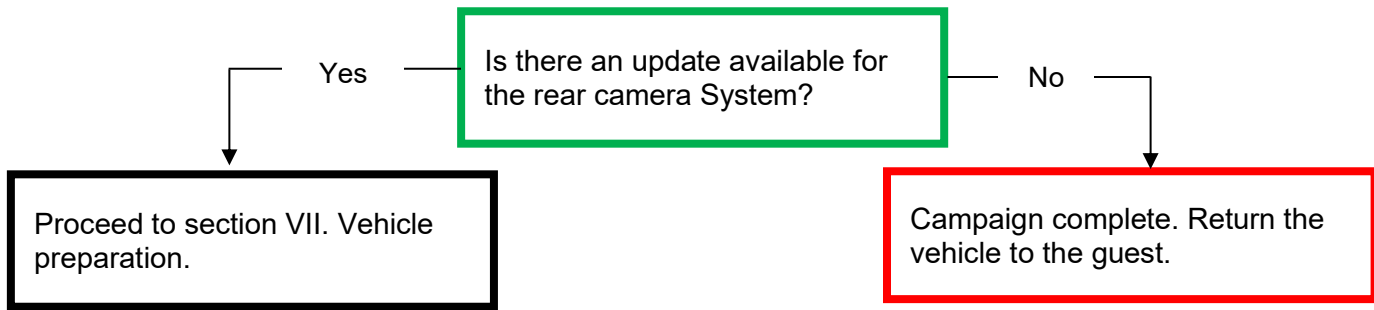 Is there an update available for
the rear camera System?
Yes
No
Proceed to section VII. Vehicle
preparation.
Campaign complete. Return the
vehicle to the guest.